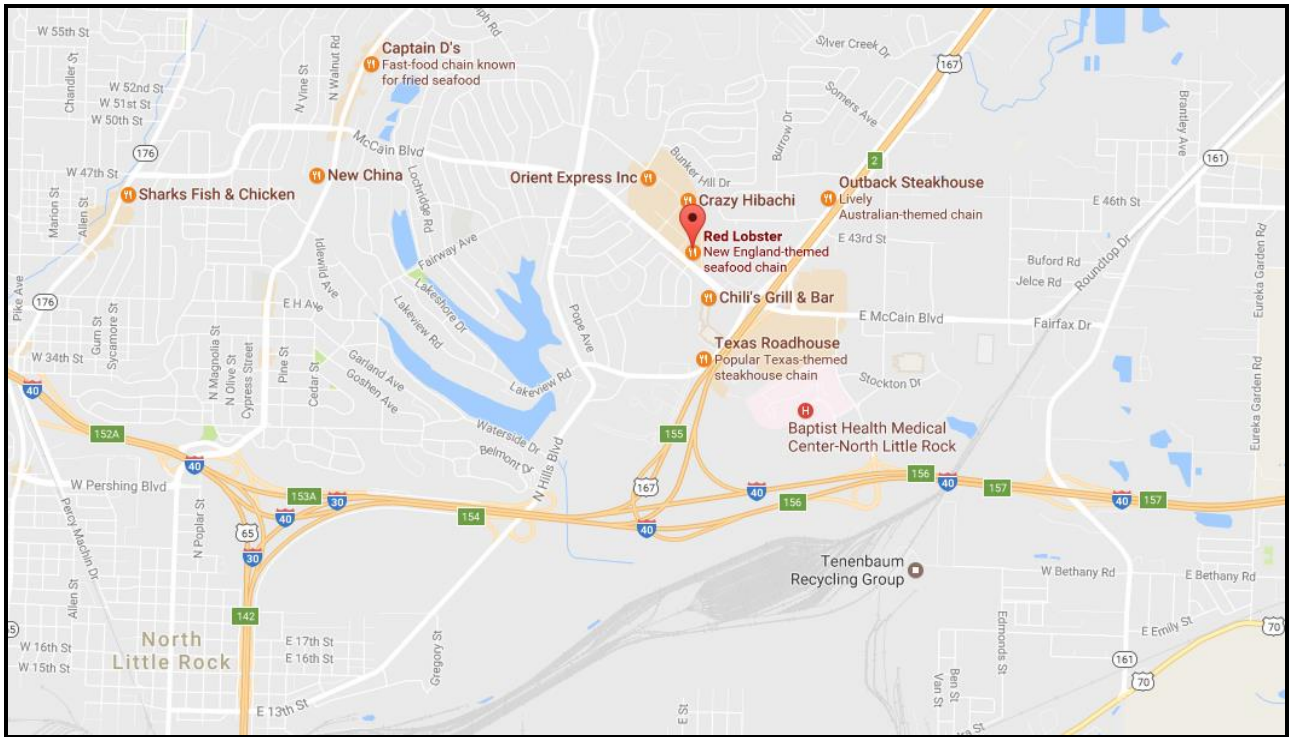 W 55th St
Chandler St
W 52nd St
W 51st St
W 50th St
N Vine St
N Walnut Rd
Captain D's
Fast-food chain known
for fried seafood
ph Rd
Silver Creek Dr
167
Somers Ave
Burrow Dr
Brantley Ave
176
McCain Blvd
W 47th St
Sharks Fish & Chicken
New China
Lochridge Rd
Orient Express Inc
Bunker Hill Dr
Crazy Hibachi
2
Outback Steakhouse
Lively
Australian-themed chain
161
E 46th St
Marion St
Allen St
Red Lobster
New England-themed
seafood chain
E 43rd St
Buford Rd
Jelce Rd
Roundtop Dr
Eureka Garden Rd
Idlewild Ave
Fairway Ave
Lakeshore Dr
Lakeview Rd
Pike Ave
176
E H Ave
Chili's Grill & Bar
E McCain Blvd
Fairfax Dr
Gum St
Sycamore St
W 34th St
N Magnolia St
N Olive St
Cypress Street
Pine St
Cedar St
Garland Ave
Goshen Ave
Pope Ave
Lakeview Rd
Texas Roadhouse
Popular Texas-themed
steakhouse chain
Stockton Dr
Eureka Garden Rd
40
152A
Waterside Dr
Belmont Dr
N Hills Blvd
155
H
Baptist Health Medical
Center-North Little Rock
40
W Pershing Blvd
153A
30
40
154
167
40
40
156
156
40
157
40
157
Percy Machin Dr
N Poplar St
65
30
Tenenbaum
Recycling Group
W Bethany Rd
E Bethany Rd
Allen St
142
North
Little Rock
E 17th St
E 16th St
W 16th St
W 15th St
Gregory St
E 13th St
E St
Edmonds St
Ben St
Van St
E Emily St
70
161
70